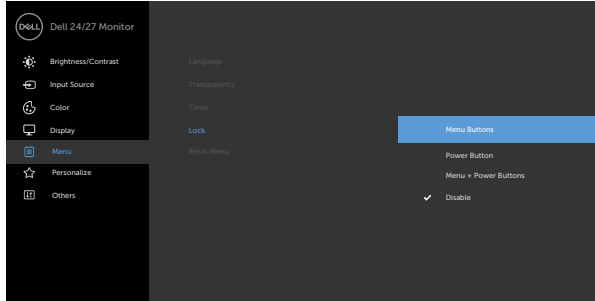 DELL
Dell 24/27 Monitor
Brightness/Contrast
Input Source
Color
Display
Menu
Personalize
Others
Language
Transparency
Timer
Lock
Reset Menu
Menu Buttons
Power Button
Menu + Power Buttons
Disable